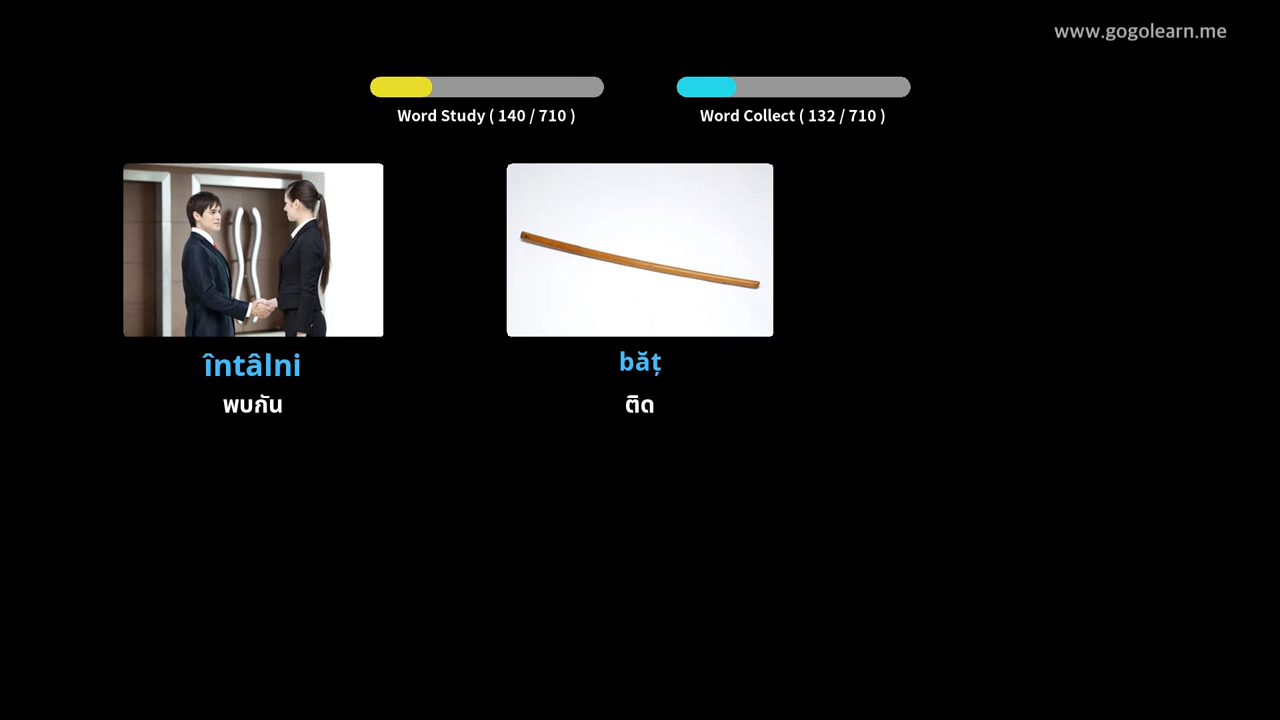 www.gogolearn.me
Word Study ( 140 / 710 )
Word Collect ( 132 / 710 )
întâlni
băț
พบกัน
ติด